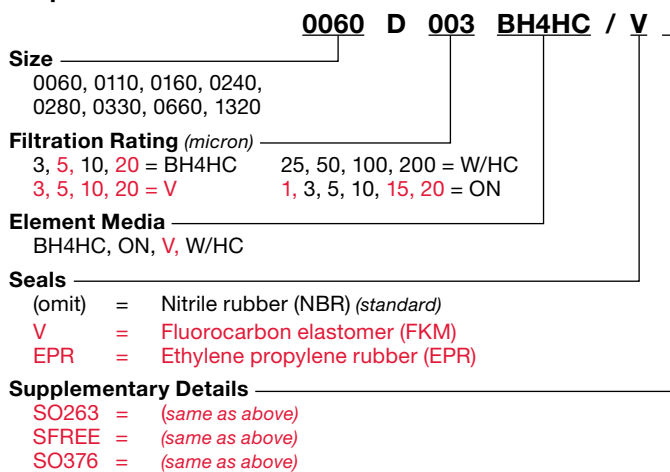 0060 D 003 BH4HC / V
Size
0060, 0110, 0160, 0240,
0280, 0330, 0660, 1320
Filtration Rating (micron)
3, 5, 10, 20 = BH4HC 25, 50, 100, 200 = W/HC
3, 5, 10, 20 = V 1, 3, 5, 10, 15, 20 = ON
Element Media
BH4HC, ON, V, W/HC
Seals
(omit) = Nitrile rubber (NBR) (standard)
V = Fluorocarbon elastomer (FKM)
EPR = Ethylene propylene rubber (EPR)
Supplementary Details
SO263 = (same as above)
SFREE = (same as above)
SO376 = (same as above)